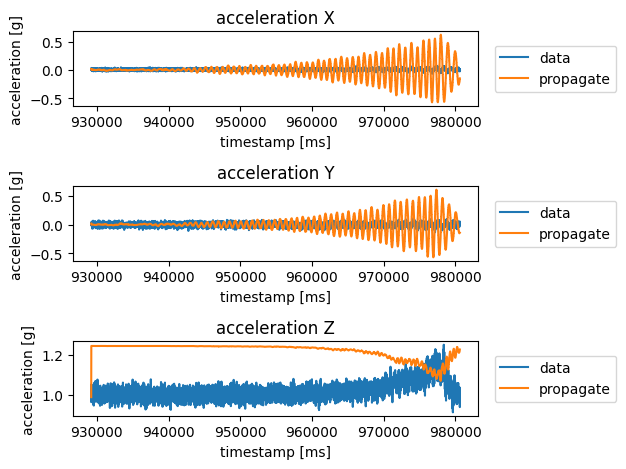 acceleration X
acceleration [g]
0.5
0.0
−0.5
930000 940000 950000 960000 970000 980000
timestamp [ms]
data
propagate
acceleration Y
acceleration [g]
0.5
0.0
−0.5
930000 940000 950000 960000 970000 980000
timestamp [ms]
data
propagate
acceleration Z
acceleration [g]
1.2
1.0
930000 940000 950000 960000 970000 980000
timestamp [ms]
data
propagate